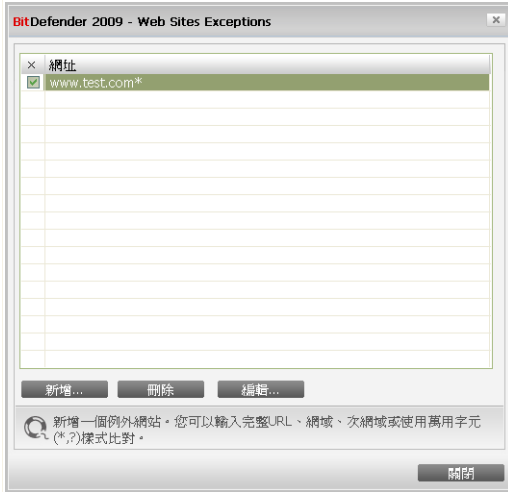 BitDefender 2009 - Web Sites Exceptions
× 網址
www.test.com*
新增... 刪除 編輯...
新增一個例外網站。您可以輸入完整URL、網域、次網域或使用萬用字元
(*,?)樣式比對。
關閉